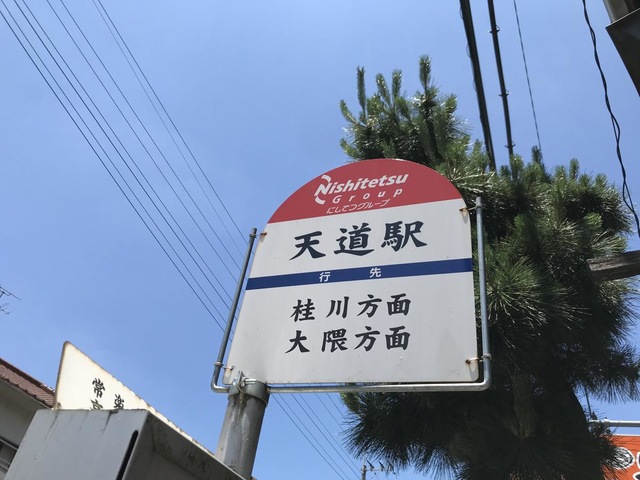 Nishitetsu
Group
にしてつグループ
天道駅
行先
桂川方面
大隈方面
常